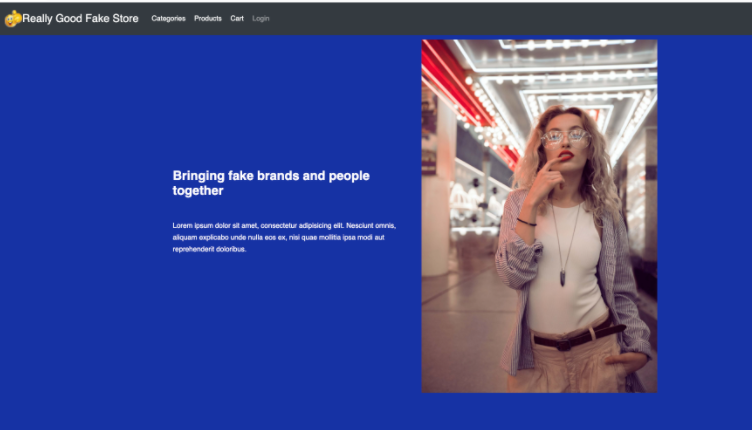 Really Good Fake Store Categories Products Cart Login
Bringing fake brands and people
together
Lorem ipsum dolor sit amet, consectetur adipisicing elit. Nesciunt omnis,
aliquam explicabo unde nulla eos ex, nisi quae mollitia ipsa modi aut
reprehenderit doloribus.